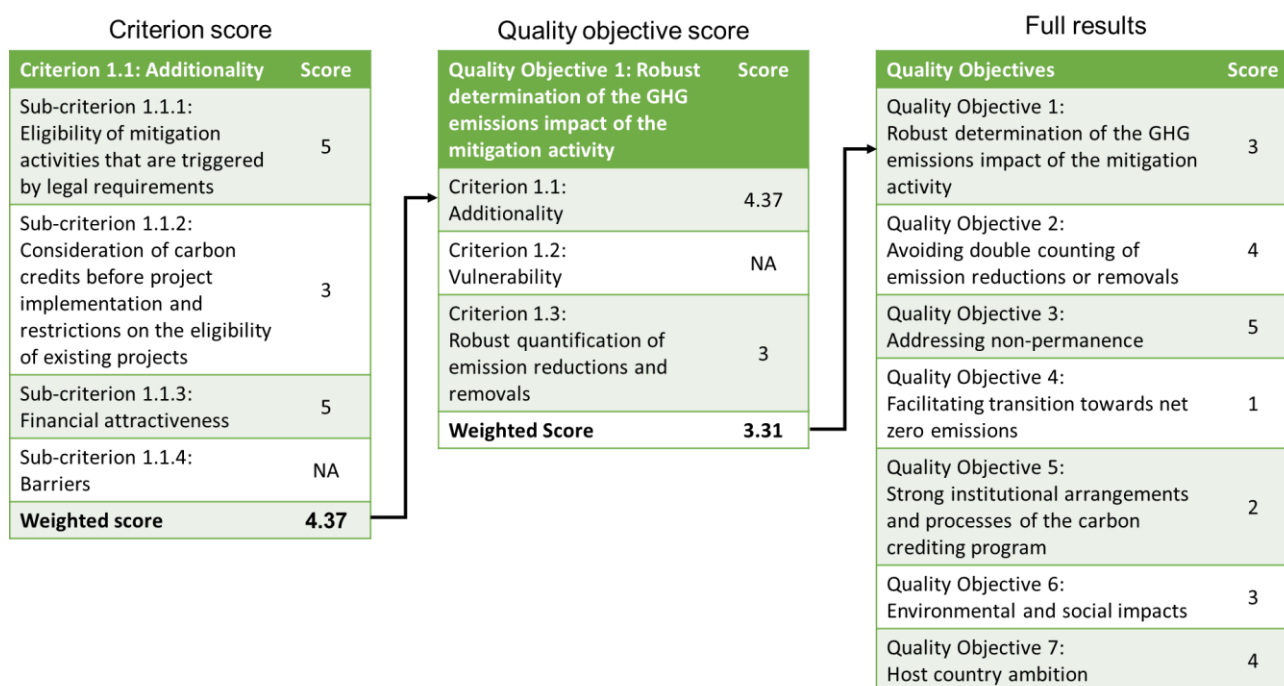 Criterion score
Criterion 1.1: Additionality Score
Sub-criterion 1.1.1:
Eligibility of mitigation
activities that are triggered
by legal requirements
5
Sub-criterion 1.1.2:
Consideration of carbon
credits before project
implementation and
restrictions on the eligibility
of existing projects
3
Sub-criterion 1.1.3:
Financial attractiveness
5
Sub-criterion 1.1.4:
Barriers
NA
Weighted score 4.37
Quality objective score
Quality Objective 1: Robust Score
determination of the GHG
emissions impact of the
mitigation activity
Criterion 1.1:
Additionality
4.37
Criterion 1.2:
Vulnerability
NA
Criterion 1.3:
Robust quantification of
emission reductions and
removals
3
Weighted Score 3.31
Full results
Quality Objectives Score
Quality Objective 1:
Robust determination of the GHG
emissions impact of the mitigation
activity
3
Quality Objective 2:
Avoiding double counting of
emission reductions or removals
4
Quality Objective 3:
Addressing non-permanence
5
Quality Objective 4:
Facilitating transition towards net
zero emissions
1
Quality Objective 5:
Strong institutional arrangements
and processes of the carbon
crediting program
2
Quality Objective 6:
Environmental and social impacts
3
Quality Objective 7:
Host country ambition
4